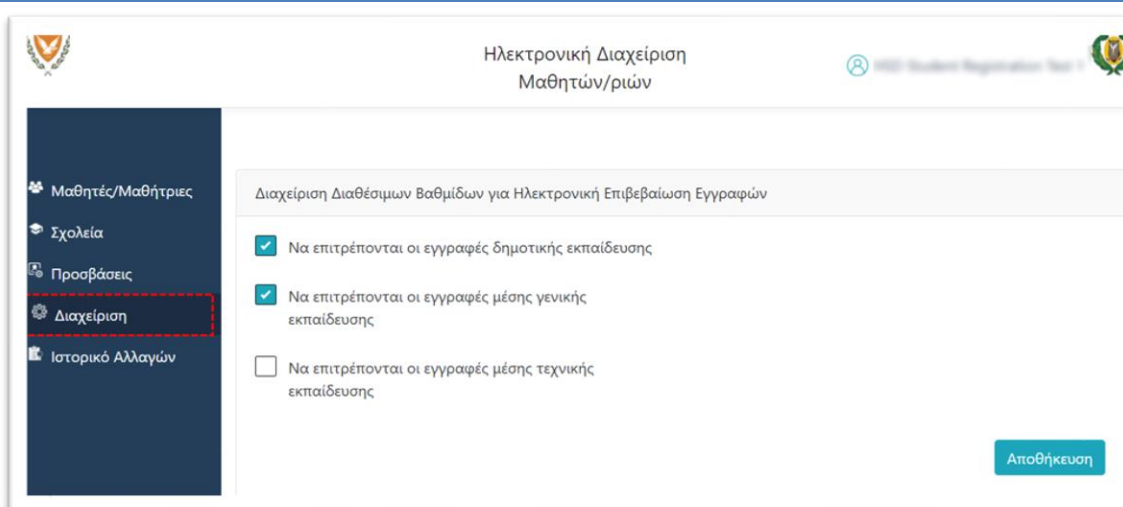 Ηλεκτρονική Διαχείριση
Μαθητών/ριών
Μαθητές/Μαθήτριες
Σχολεία
Προσβάσεις
Διαχείριση
Ιστορικό Αλλαγών
Διαχείριση Διαθέσιμων Βαθμίδων για Ηλεκτρονική Επιβεβαίωση Εγγραφών
Να επιτρέπονται οι εγγραφές δημοτικής εκπαίδευσης
Να επιτρέπονται οι εγγραφές μέσης γενικής
εκπαίδευσης
Να επιτρέπονται οι εγγραφές μέσης τεχνικής
εκπαίδευσης
Αποθήκευση